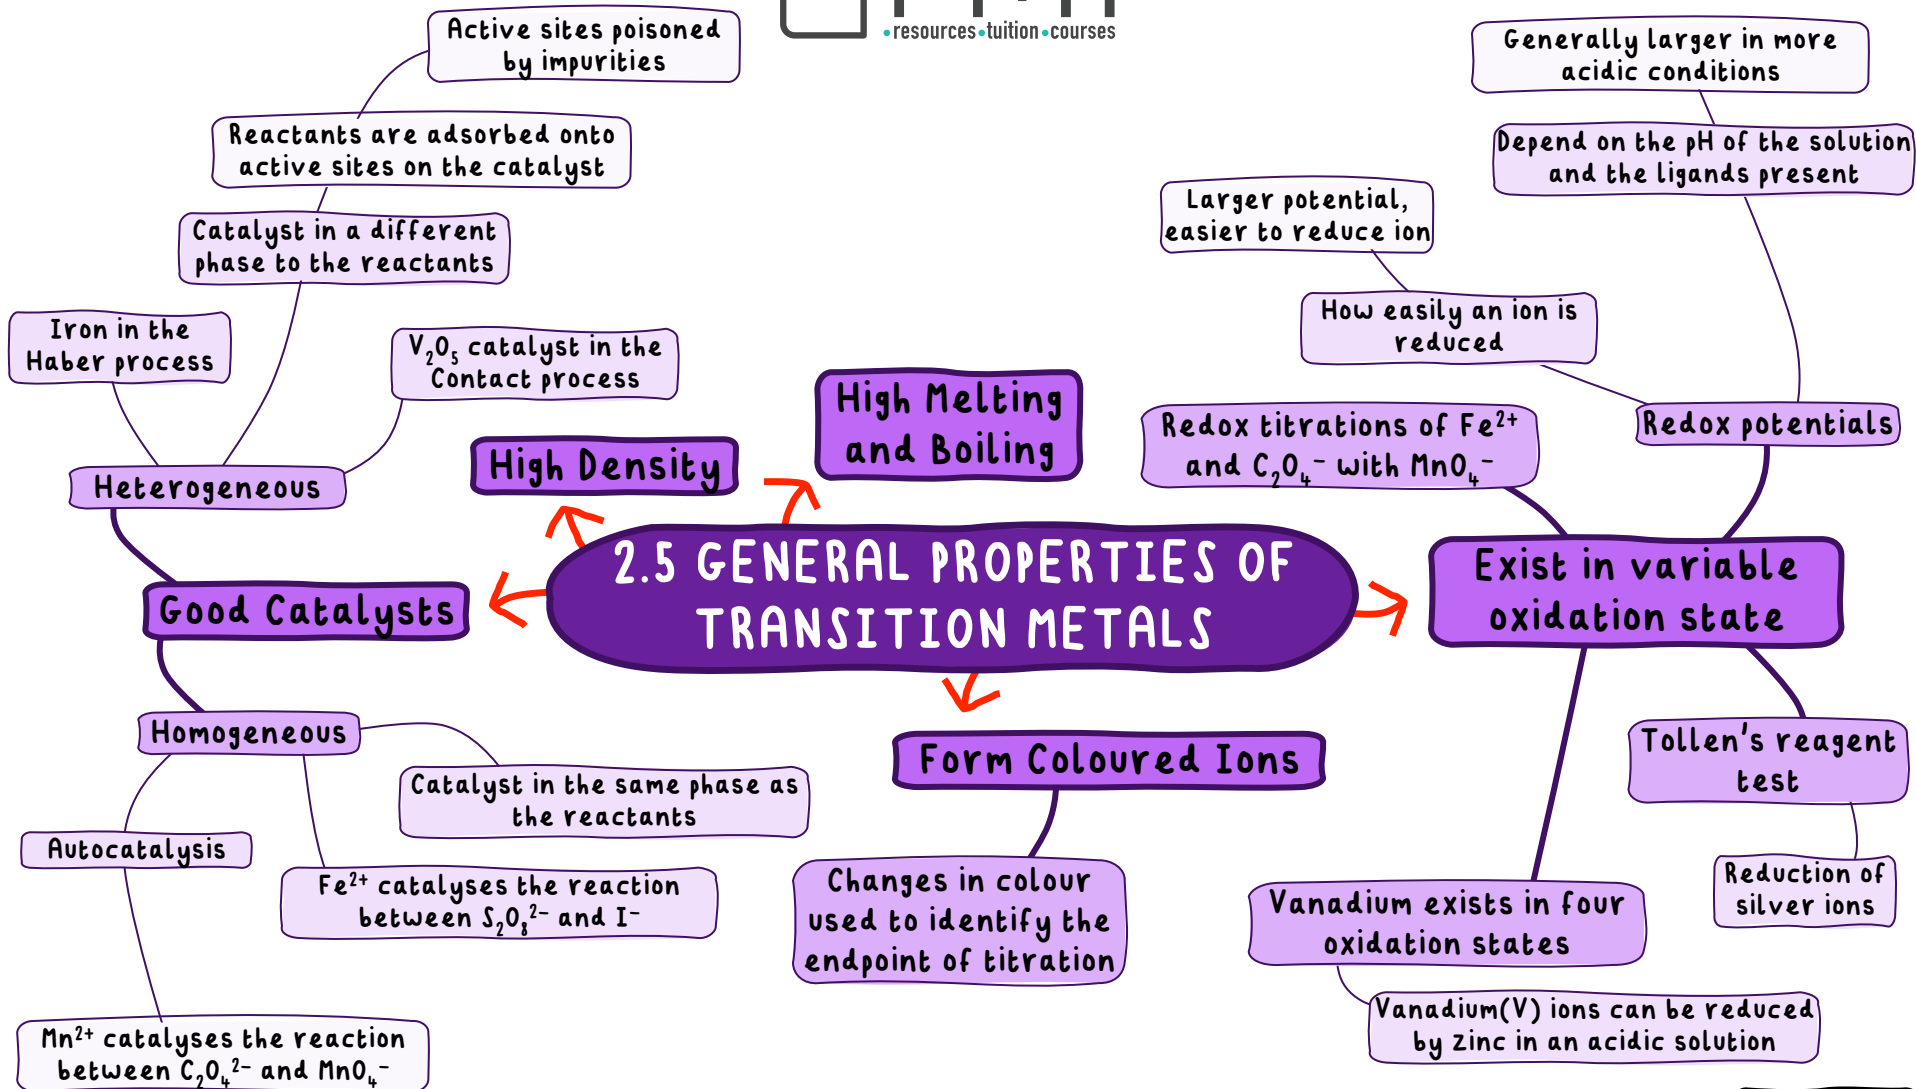 •resources•tuition•courses
Active sites poisoned
by impurities
Reactants are adsorbed onto
active sites on the catalyst
Catalyst in a different
phase to the reactants
Iron in the
Haber process
V₂O₅ catalyst in the
Contact process
Heterogeneous
Good Catalysts
Homogeneous
Catalyst in the same phase as
the reactants
Autocatalysis
Fe²⁺ catalyses the reaction
between S₂O₈²⁻ and I⁻
Mn²⁺ catalyses the reaction
between C₂O₄²⁻ and MnO₄⁻
High Density
High Melting
and Boiling
2.5 GENERAL PROPERTIES OF
TRANSITION METALS
Form Coloured Ions
Changes in colour
used to identify the
endpoint of titration
Generally larger in more
acidic conditions
Depend on the pH of the solution
and the ligands present
Larger potential,
easier to reduce ion
How easily an ion is
reduced
Redox potentials
Redox titrations of Fe²⁺
and C₂O₄⁻ with MnO₄⁻
Exist in variable
oxidation state
Tollen's reagent
test
Reduction of
silver ions
Vanadium exists in four
oxidation states
Vanadium(V) ions can be reduced
by zinc in an acidic solution